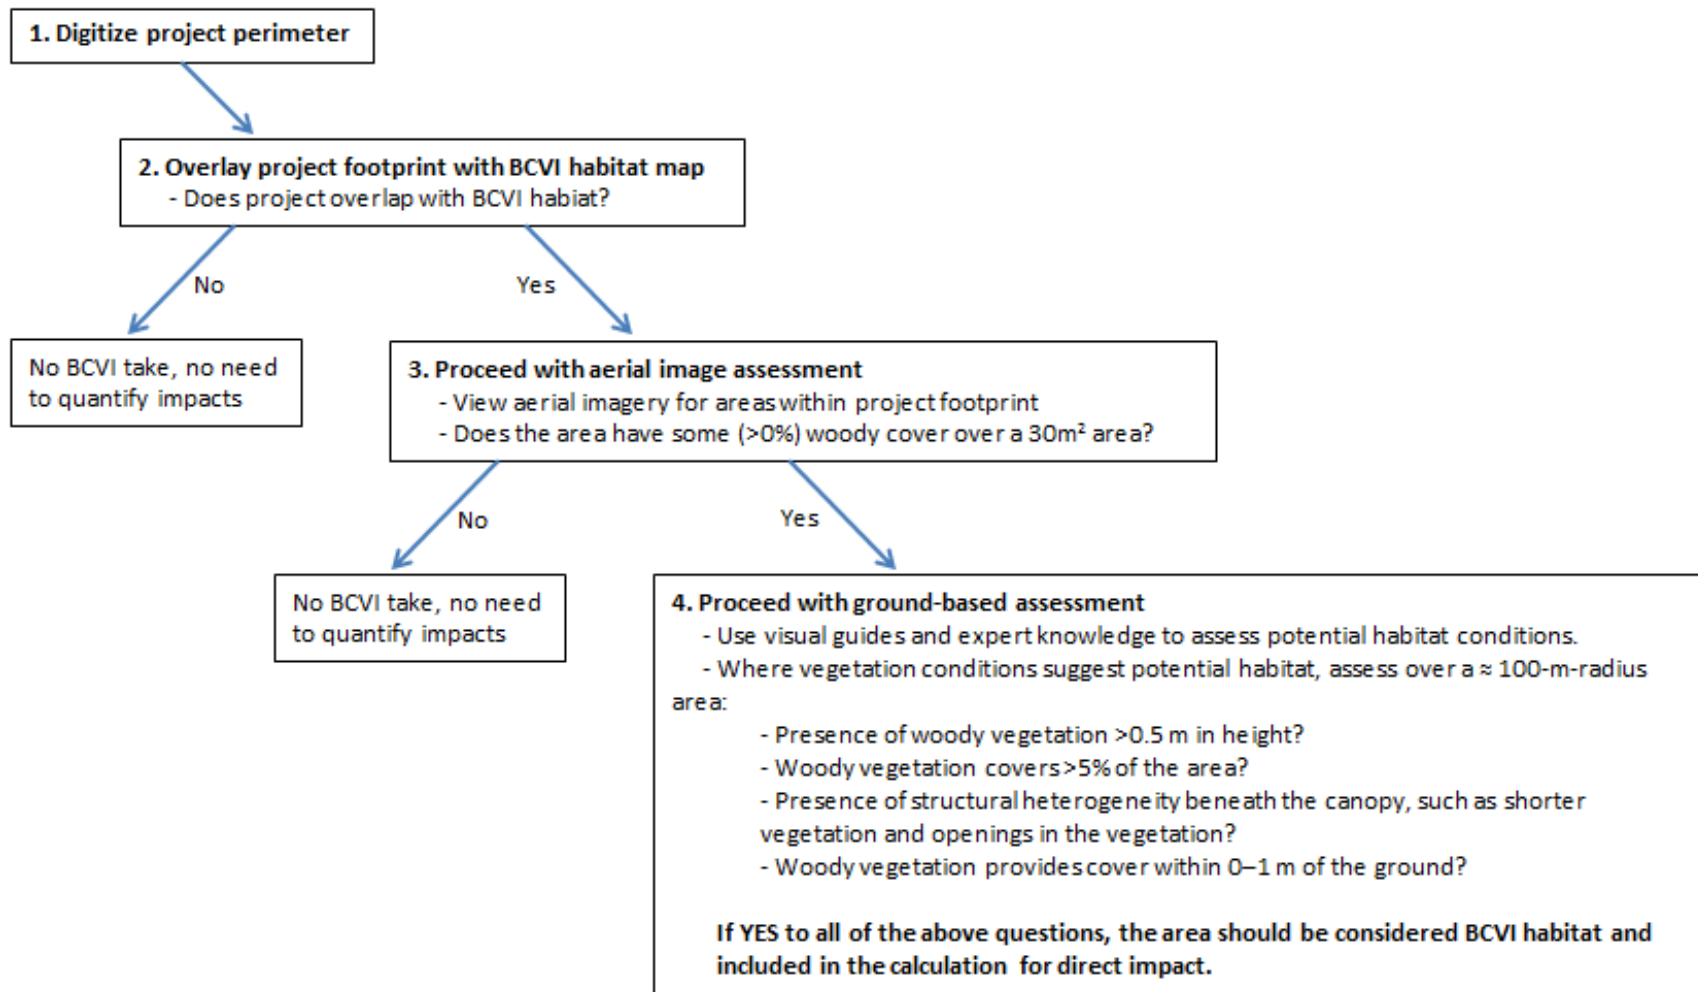 1. Digitize project perimeter
2. Overlay project footprint with BCVI habitat map
- Does project overlap with BCVI habiat?
No
Yes
No BCVI take, no need
to quantify impacts
3. Proceed with aerial image assessment
- View aerial imagery for areas within project footprint
- Does the area have some (>0%) woody cover over a 30m² area?
No
Yes
No BCVI take, no need
to quantify impacts
4. Proceed with ground-based assessment
- Use visual guides and expert knowledge to assess potential habitat conditions.
- Where vegetation conditions suggest potential habitat, assess over a ≈ 100-m-radius
area:
- Presence of woody vegetation >0.5 m in height?
- Woody vegetation covers >5% of the area?
- Presence of structural heterogeneity beneath the canopy, such as shorter
vegetation and openings in the vegetation?
- Woody vegetation provides cover within 0–1 m of the ground?
If YES to all of the above questions, the area should be considered BCVI habitat and
included in the calculation for direct impact.